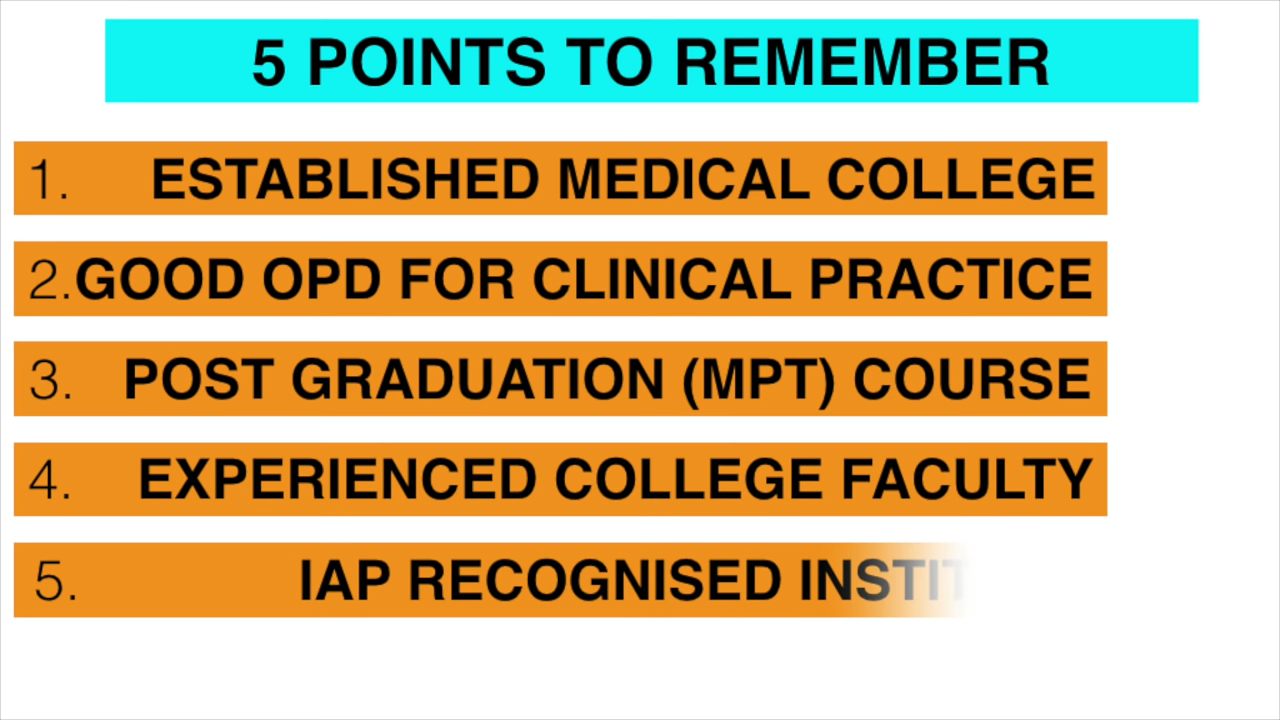 5 POINTS TO REMEMBER
1. ESTABLISHED MEDICAL COLLEGE
2.GOOD OPD FOR CLINICAL PRACTICE
3. POST GRADUATION (MPT) COURSE
4. EXPERIENCED COLLEGE FACULTY
5. IAP RECOGNISED